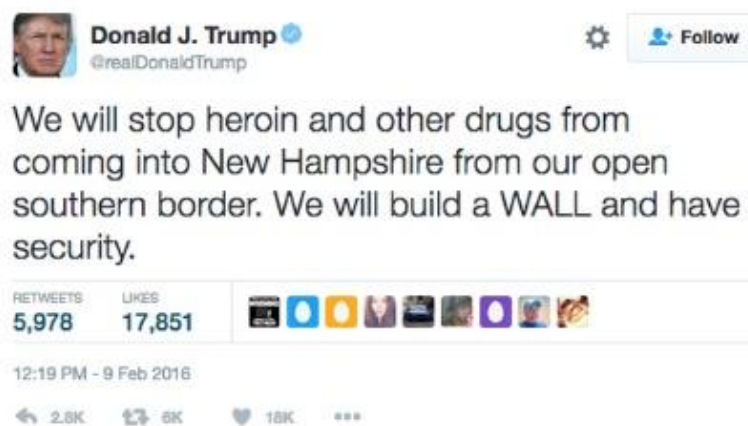 Donald J. Trump
Follow
@realDonaldTrump
We will stop heroin and other drugs from
coming into New Hampshire from our open
southern border. We will build a WALL and have
security.
RETWEETS LIKES
5,978 17,851
12:19 PM - 9 Feb 2016
2.8K 6K 18K